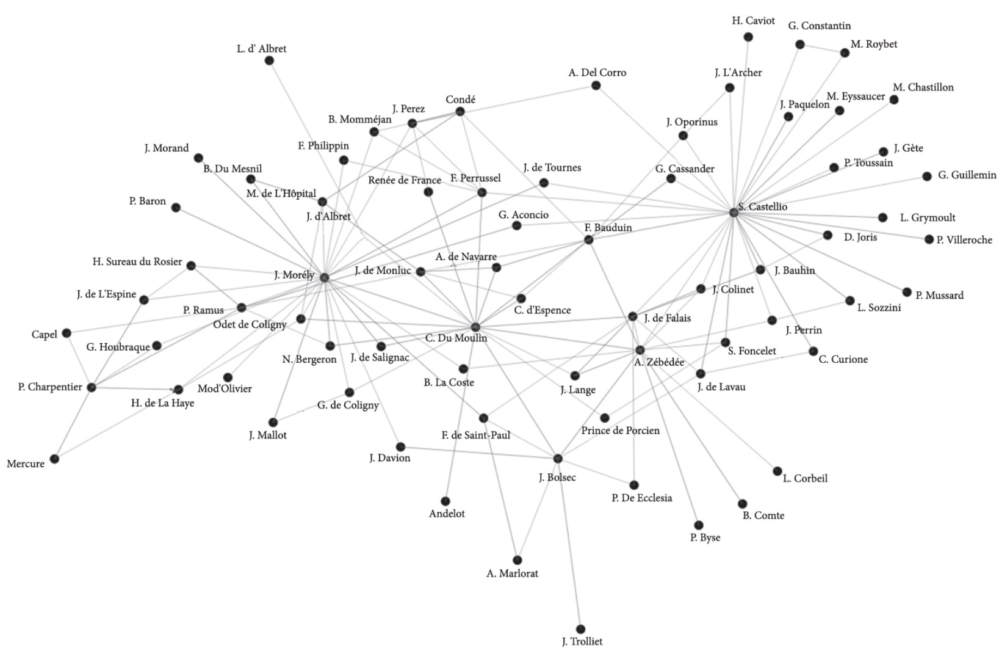 H. Caviot
G. Constantin
M. Roybet
L. d' Albret
A. Del Corro
J. L'Archer
M. Chastillon
Condé
M. Eyssaucer
J. Perez
J. Paquelon
B. Momméjan
J. Oporinus
F. Philippin
J. Morand
J. Gète
B. Du Mesnil
J. de Tournes
G. Cassander
P. Toussain
Renée de France
F. Perrussel
G. Guillemin
M. de L'Hôpital
P. Baron
S. Castellio
J. d'Albret
G. Aconcio
L. Grymoult
F. Bauduin
D. Joris
P. Villeroche
A. de Navarre
H. Sureau du Rosier
J. Morély
J. de Monluc
J. Bauhin
J. de L'Espine
J. Colinet
P. Mussard
P. Ramus
C. d'Espence
L. Sozzini
Odet de Coligny
J. de Falais
J. Perrin
Capel
C. Du Moulin
G. Houbraque
N. Bergeron
J. de Salignac
S. Foncelet
C. Curione
A. Zébédée
P. Charpentier
Mod'Olivier
B. La Coste
J. Lange
J. de Lavau
H. de La Haye
G. de Coligny
J. Mallot
F. de Saint-Paul
Prince de Porcien
Mercure
J. Davion
J. Bolsec
L. Corbeil
P. De Ecclesia
Andelot
B. Comte
P. Byse
A. Marlorat
J. Trolliet